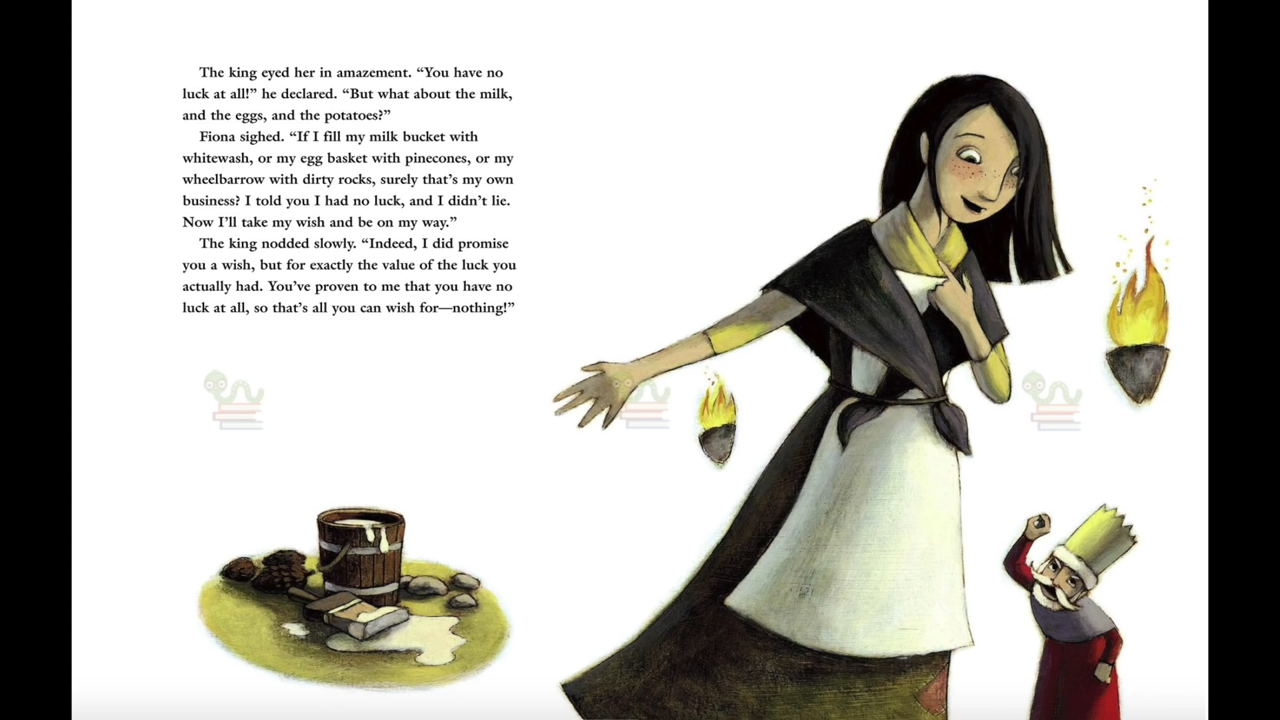 The king eyed her in amazement. “You have no
luck at all!” he declared. “But what about the milk,
and the eggs, and the potatoes?”
Fiona sighed. “If I fill my milk bucket with
whitewash, or my egg basket with pinecones, or my
wheelbarrow with dirty rocks, surely that’s my own
business? I told you I had no luck, and I didn’t lie.
Now I’ll take my wish and be on my way.”
The king nodded slowly. “Indeed, I did promise
you a wish, but for exactly the value of the luck you
actually had. You’ve proven to me that you have no
luck at all, so that’s all you can wish for—nothing!”